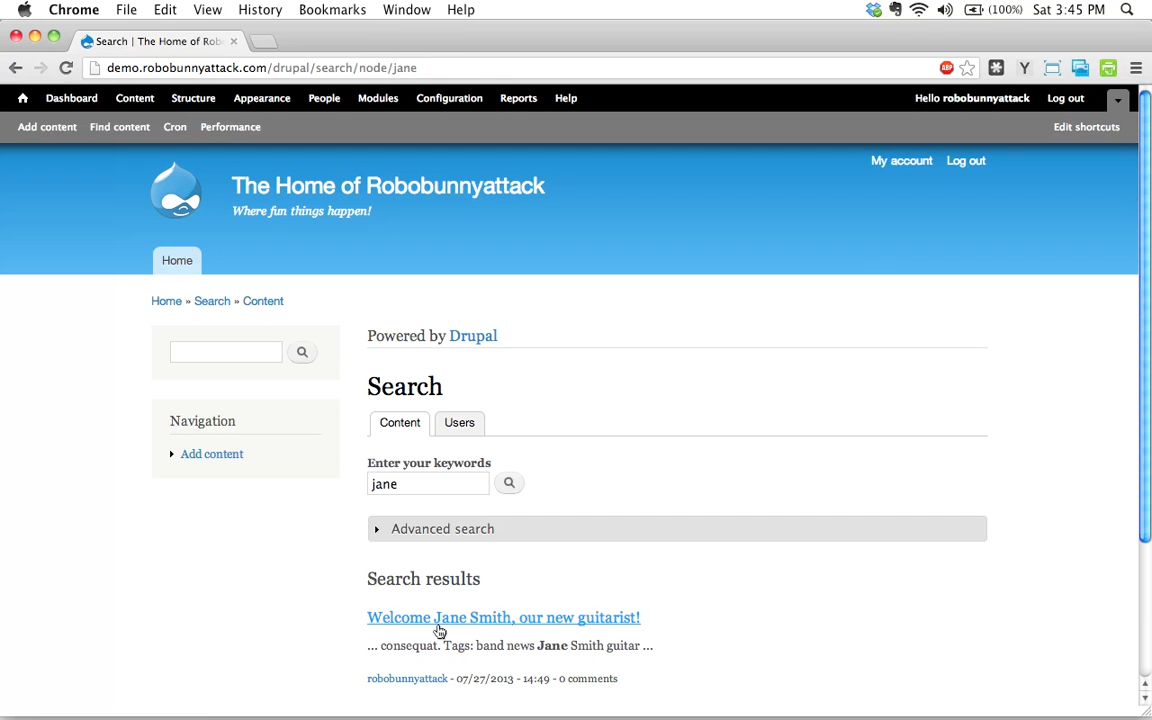 Chrome File Edit View History Bookmarks Window Help (100%) Sat 3:45 PM
Search | The Home of Rob
demo.robobunnyattack.com/drupal/search/node/jane ABP Y
Dashboard Content Structure Appearance People Modules Configuration Reports Help Hello robobunnyattack Log out
Add content Find content Cron Performance Edit shortcuts
My account Log out
The Home of Robobunnyattack
Where fun things happen!
Home
Home » Search » Content
Powered by Drupal
Search
Content Users
Navigation
Add content
Enter your keywords
jane
Advanced search
Search results
Welcome Jane Smith, our new guitarist!
... consequat. Tags: band news Jane Smith guitar ...
robobunnyattack - 07/27/2013 - 14:49 - 0 comments